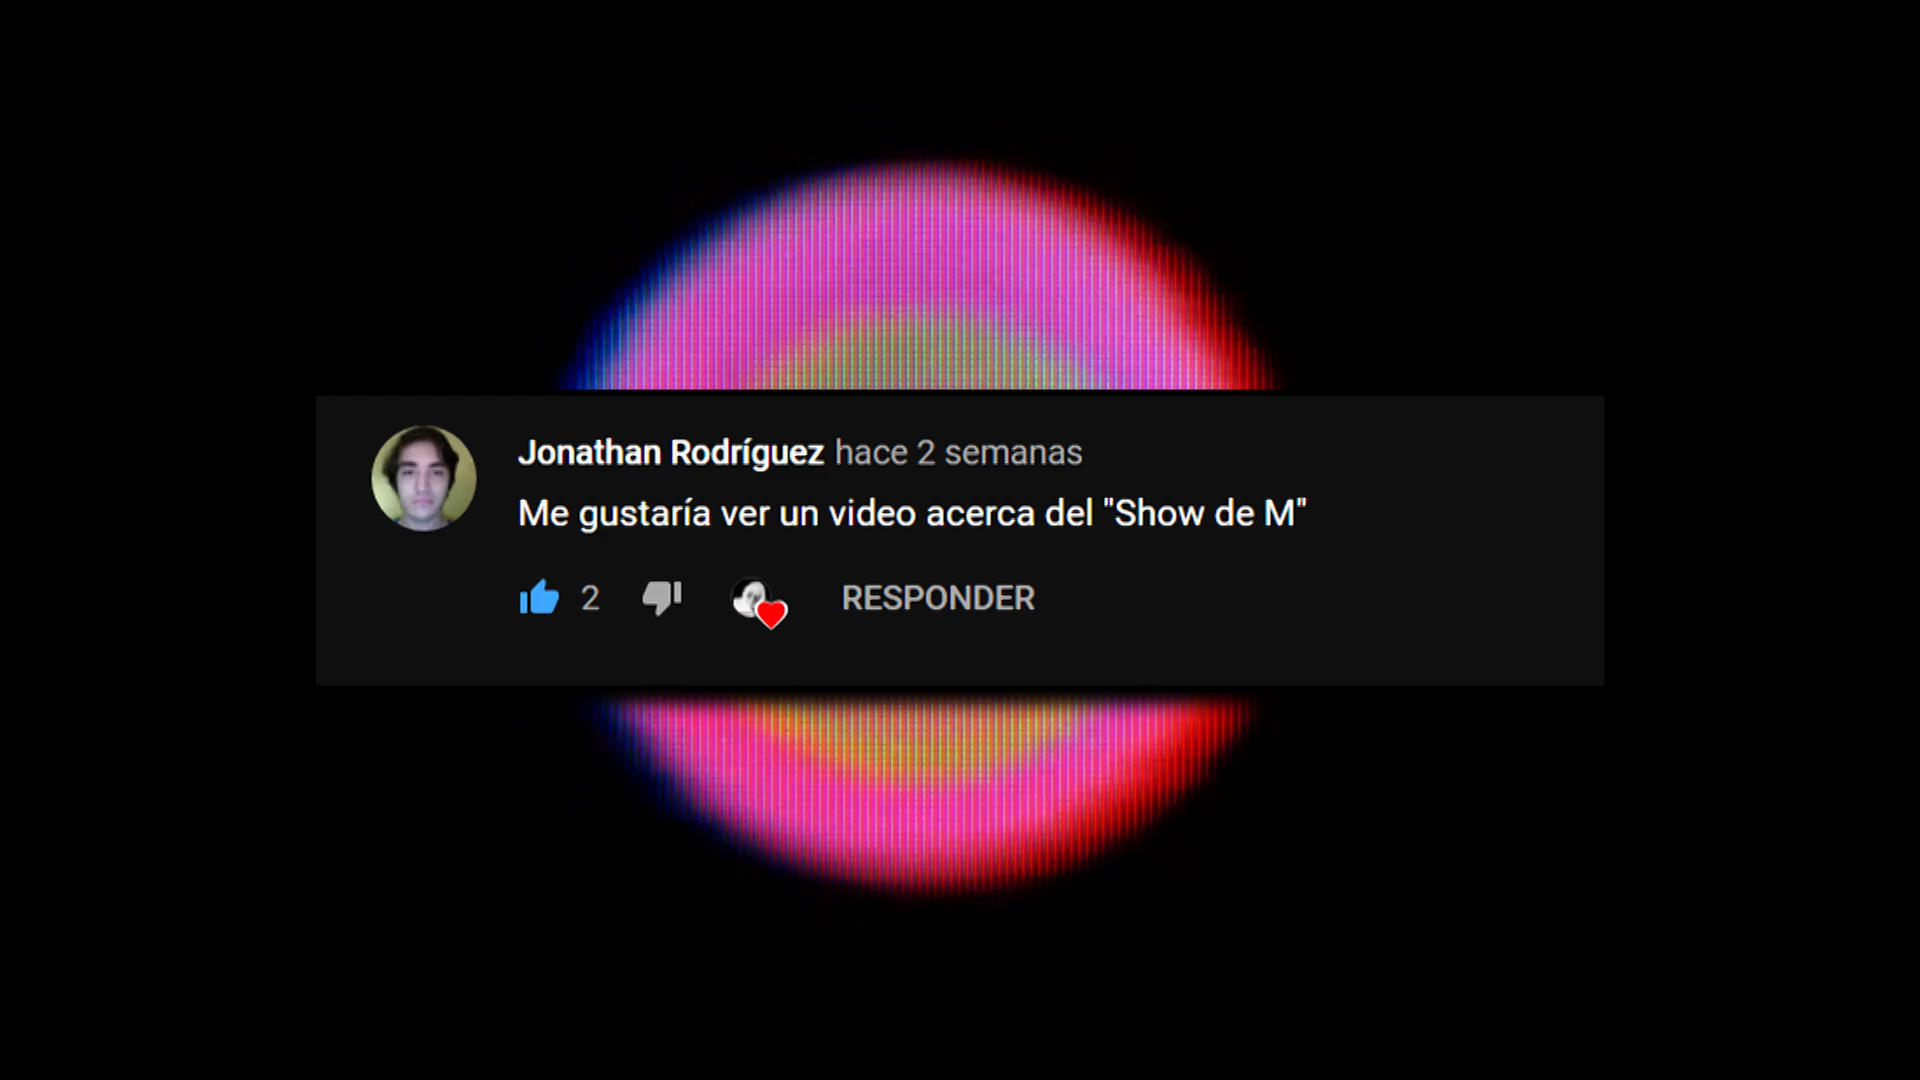 Jonathan Rodríguez hace 2 semanas
Me gustaría ver un video acerca del "Show de M"
2 RESPONDER